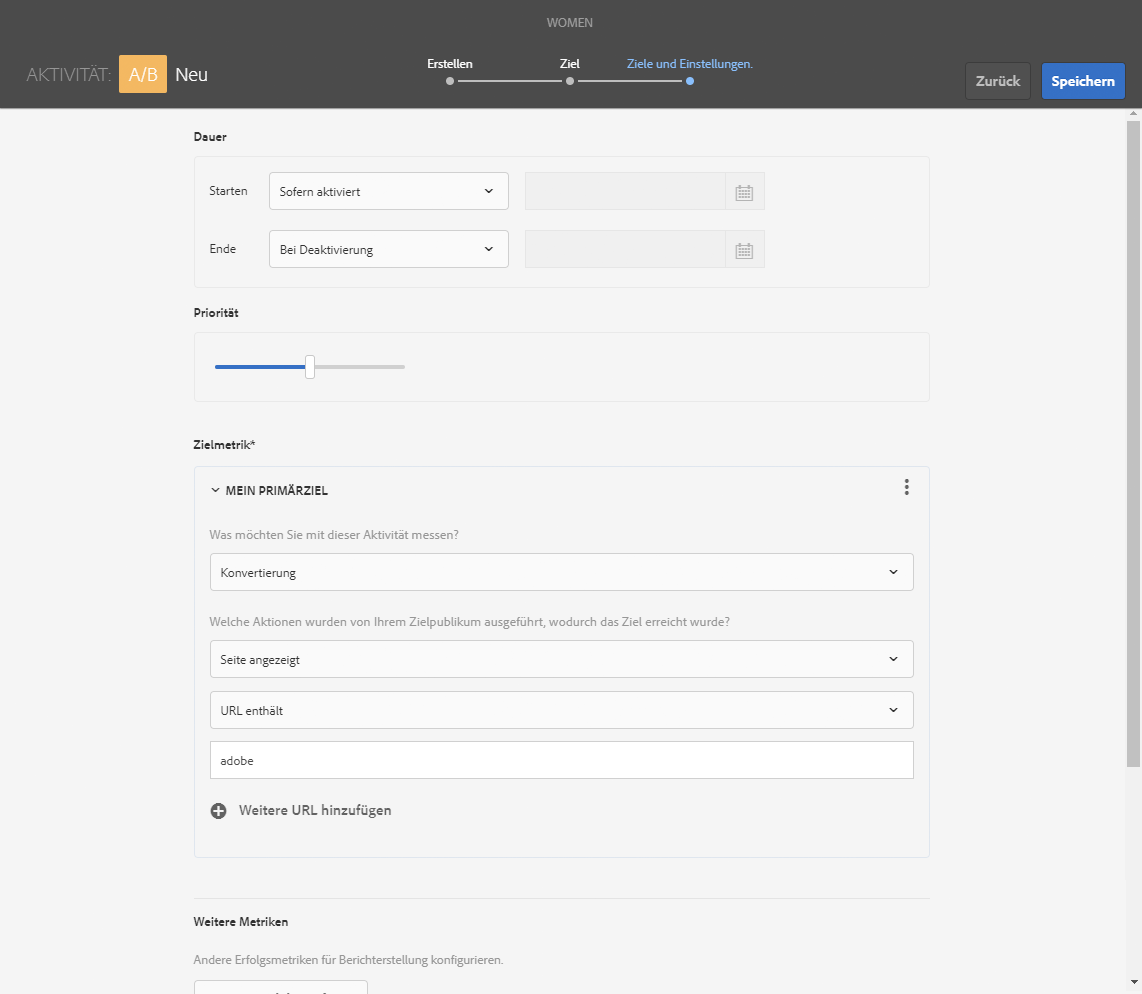 WOMEN
AKTIVITÄT: A/B Neu
Erstellen Ziel Ziele und Einstellungen.
Zurück Speichern
Dauer
Starten Sofern aktiviert
Ende Bei Deaktivierung
Priorität
Zielmetrik*
MEIN PRIMÄRZIEL
Was möchten Sie mit dieser Aktivität messen?
Konvertierung
Welche Aktionen wurden von Ihrem Zielpublikum ausgeführt, wodurch das Ziel erreicht wurde?
Seite angezeigt
URL enthält
adobe
Weitere URL hinzufügen
Weitere Metriken
Andere Erfolgsmetriken für Berichterstellung konfigurieren.